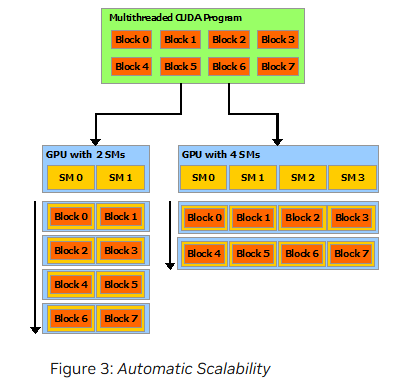 Multithreaded CUDA Program
Block 0 Block 1 Block 2 Block 3
Block 4 Block 5 Block 6 Block 7
GPU with 2 SMs
SM 0 SM 1
Block 0 Block 1
Block 2 Block 3
Block 4 Block 5
Block 6 Block 7
GPU with 4 SMs
SM 0 SM 1 SM 2 SM 3
Block 0 Block 1 Block 2 Block 3
Block 4 Block 5 Block 6 Block 7
Figure 3: Automatic Scalability